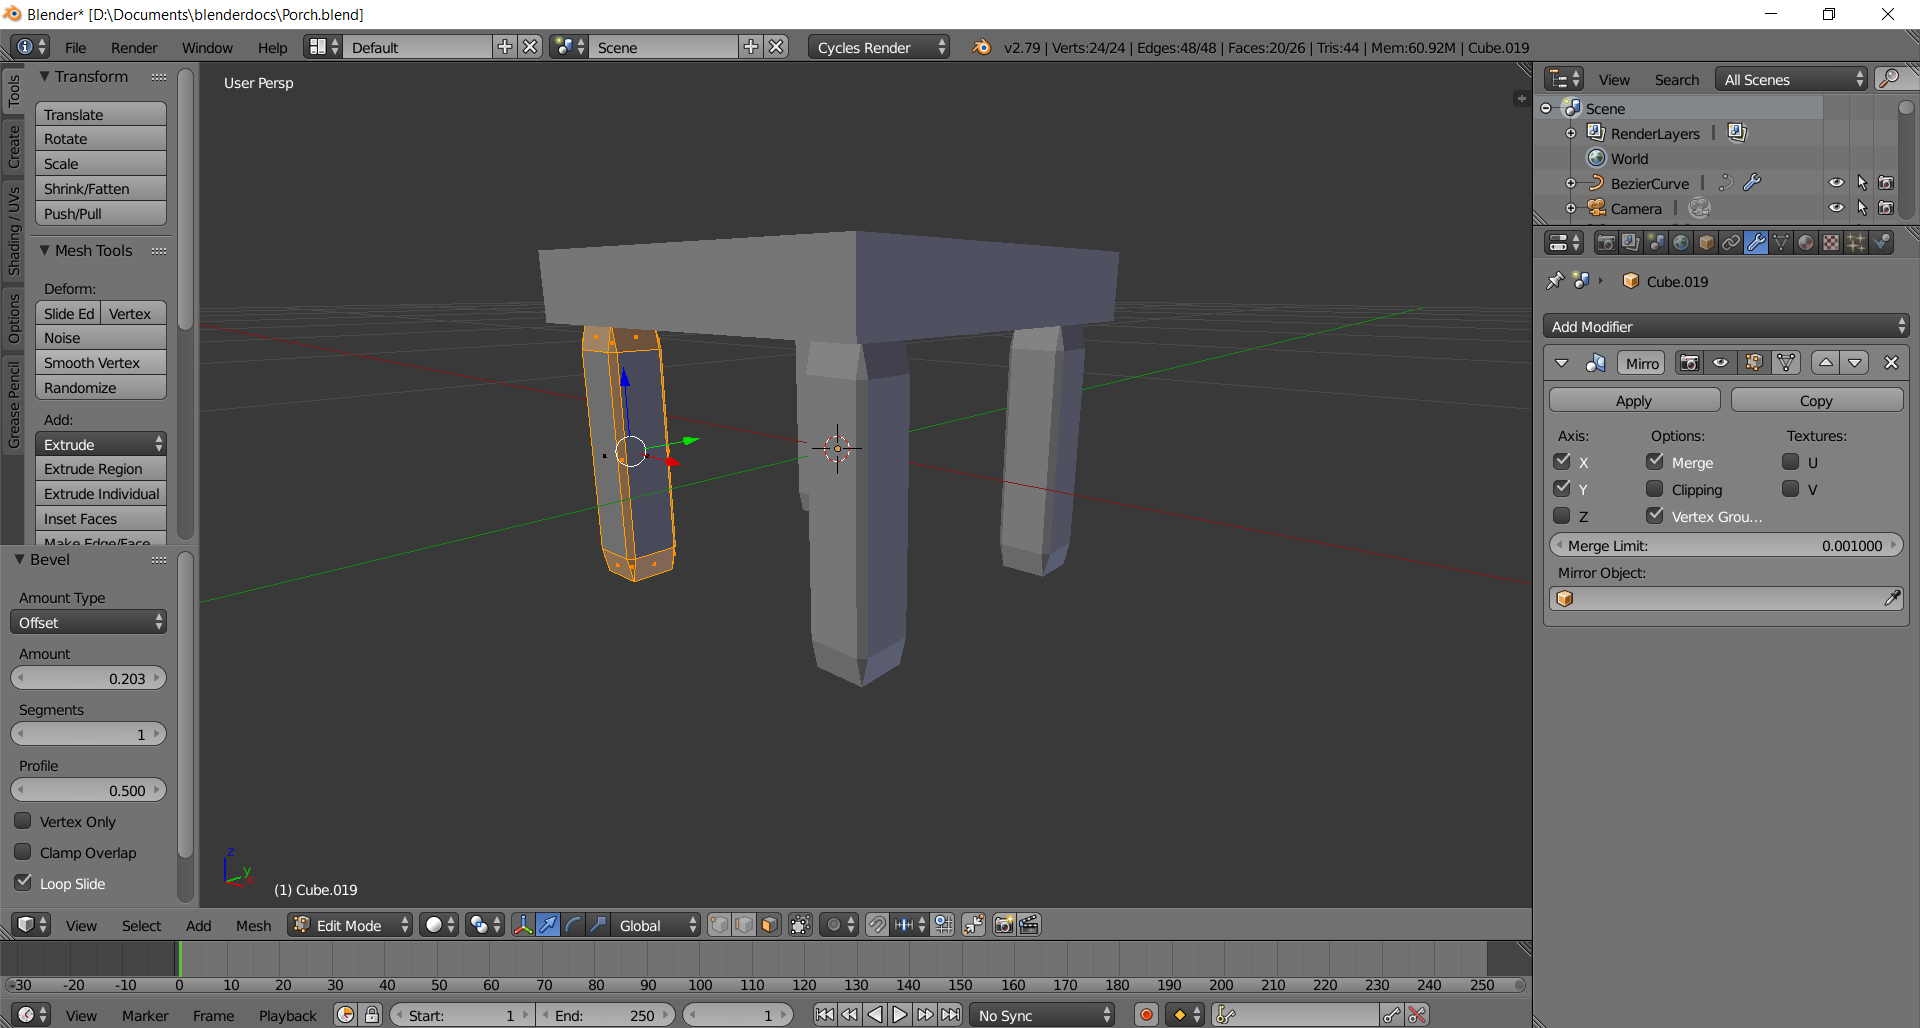 Blender* [D:\Documents\blenderdocs\Porch.blend]
File Render Window Help Default Scene Cycles Render v2.79 | Verts:24/24 | Edges:48/48 | Faces:20/26 | Tris:44 | Mem:60.92M | Cube.019
Tools
Create
Shading / UVs
Options
Grease Pencil
Transform
Translate
Rotate
Scale
Shrink/Fatten
Push/Pull
Mesh Tools
Deform:
Slide Ed Vertex
Noise
Smooth Vertex
Randomize
Add:
Extrude
Extrude Region
Extrude Individual
Inset Faces
Make Edge/Face
Bevel
Amount Type
Offset
Amount
0.203
Segments
1
Profile
0.500
Vertex Only
Clamp Overlap
Loop Slide
User Persp
z
y
(1) Cube.019
View Search All Scenes
Scene
RenderLayers |
World
BezierCurve |
Camera |
Cube.019
Add Modifier
Mirro
Apply Copy
Axis: Options: Textures:
X Merge U
Y Clipping V
Z Vertex Grou...
Merge Limit: 0.001000
Mirror Object:
View Select Add Mesh Edit Mode Global
-30 -20 -10 0 10 20 30 40 50 60 70 80 90 100 110 120 130 140 150 160 170 180 190 200 210 220 230 240 250
View Marker Frame Playback Start: 1 End: 250 1 No Sync